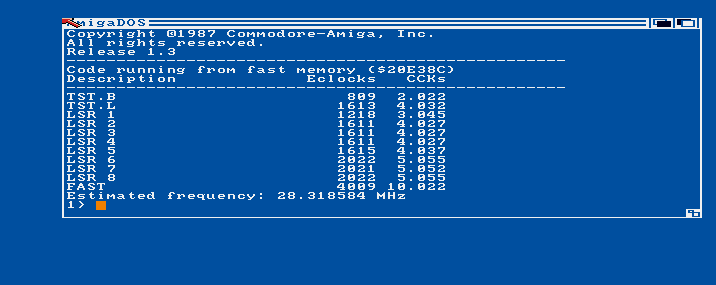 AmigaDOS
Copyright @1987 Commodore-Amiga, Inc.
All rights reserved.
Release 1.3
Code running from fast memory ($20E38C)
Description Eclocks CCKs
TST.B 809 2.022
TST.L 1613 4.032
LSR 1 1218 3.045
LSR 2 1611 4.027
LSR 3 1611 4.027
LSR 4 1611 4.027
LSR 5 1615 4.037
LSR 6 2022 5.055
LSR 7 2021 5.052
LSR 8 2022 5.055
FAST 4009 10.022
Estimated frequency: 28.318584 MHz
1>